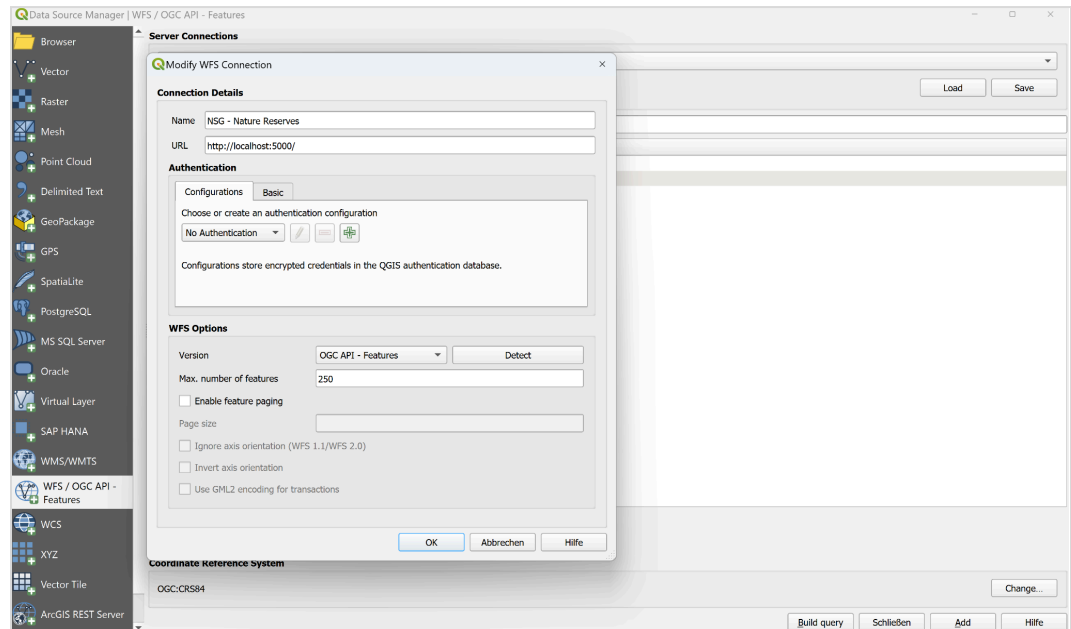 Data Source Manager | WFS / OGC API - Features
Browser
Vector
Raster
Mesh
Point Cloud
Delimited Text
GeoPackage
GPS
SpatiaLite
PostgreSQL
MS SQL Server
Oracle
Virtual Layer
SAP HANA
WMS/WMTS
WFS / OGC API -
Features
WCS
XYZ
Vector Tile
ArcGIS REST Server
Server Connections
Load
Save
Modify WFS Connection
Connection Details
Name NSG - Nature Reserves
URL http://localhost:5000/
Authentication
Configurations Basic
Choose or create an authentication configuration
No Authentication
Configurations store encrypted credentials in the QGIS authentication database.
WFS Options
Version OGC API - Features Detect
Max. number of features 250
Enable feature paging
Page size
Ignore axis orientation (WFS 1.1/WFS 2.0)
Invert axis orientation
Use GML2 encoding for transactions
OK Abbrechen Hilfe
Coordinate Reference System
OGC:CRS84 Change...
Build query Schließen Add Hilfe